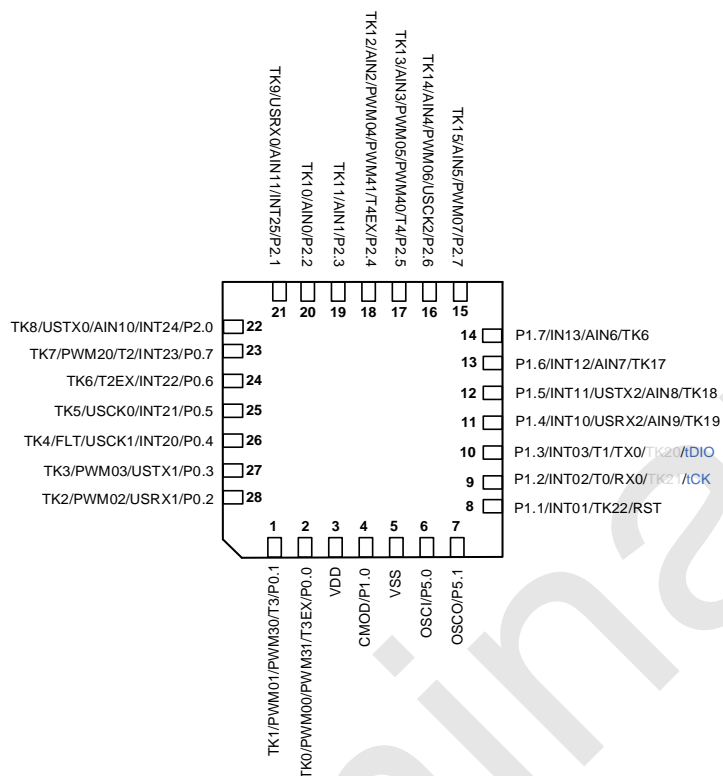 TK9/USRX0/AIN11/INT25/P2.1
TK10/AIN0/P2.2
TK11/AIN1/P2.3
TK12/AIN2/PWM04/PWM41/T4EX/P2.4
TK13/AIN3/PWM05/PWM40/T4/P2.5
TK14/AIN4/PWM06/USCK2/P2.6
TK15/AIN5/PWM07/P2.7
21 20 19 18 17 16 15
TK8/USTX0/AIN10/INT24/P2.0 22
TK7/PWM20/T2/INT23/P0.7 23
TK6/T2EX/INT22/P0.6 24
TK5/USCK0/INT21/P0.5 25
TK4/FLT/USCK1/INT20/P0.4 26
TK3/PWM03/USTX1/P0.3 27
TK2/PWM02/USRX1/P0.2 28
14 P1.7/IN13/AIN6/TK6
13 P1.6/INT12/AIN7/TK17
12 P1.5/INT11/USTX2/AIN8/TK18
11 P1.4/INT10/USRX2/AIN9/TK19
10 P1.3/INT03/T1/TX0/TK20/tDIO
9 P1.2/INT02/T0/RX0/TK21/tCK
8 P1.1/INT01/TK22/RST
1 2 3 4 5 6 7
TK1/PWM01/PWM30/T3/P0.1
TK0/PWM00/PWM31/T3EX/P0.0
VDD
CMOD/P1.0
VSS
OSCI/P5.0
OSCO/P5.1